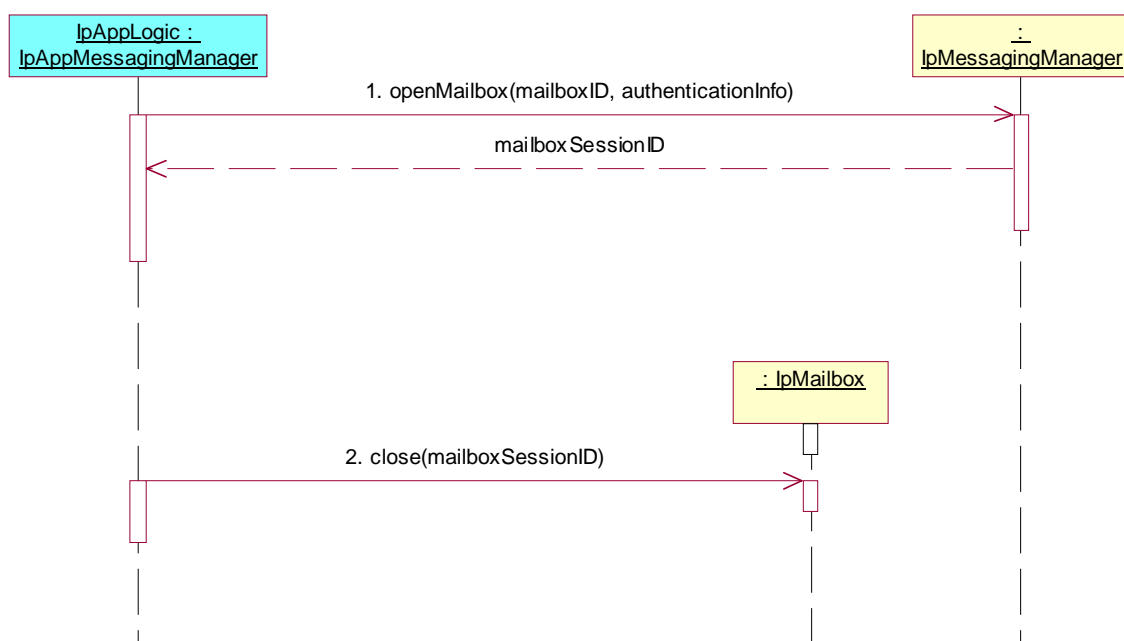 IpAppLogic :
IpAppMessagingManager
:
IpMessagingManager
1. openMailbox(mailboxID, authenticationInfo)
mailboxSessionID
: IpMailbox
2. close(mailboxSessionID)